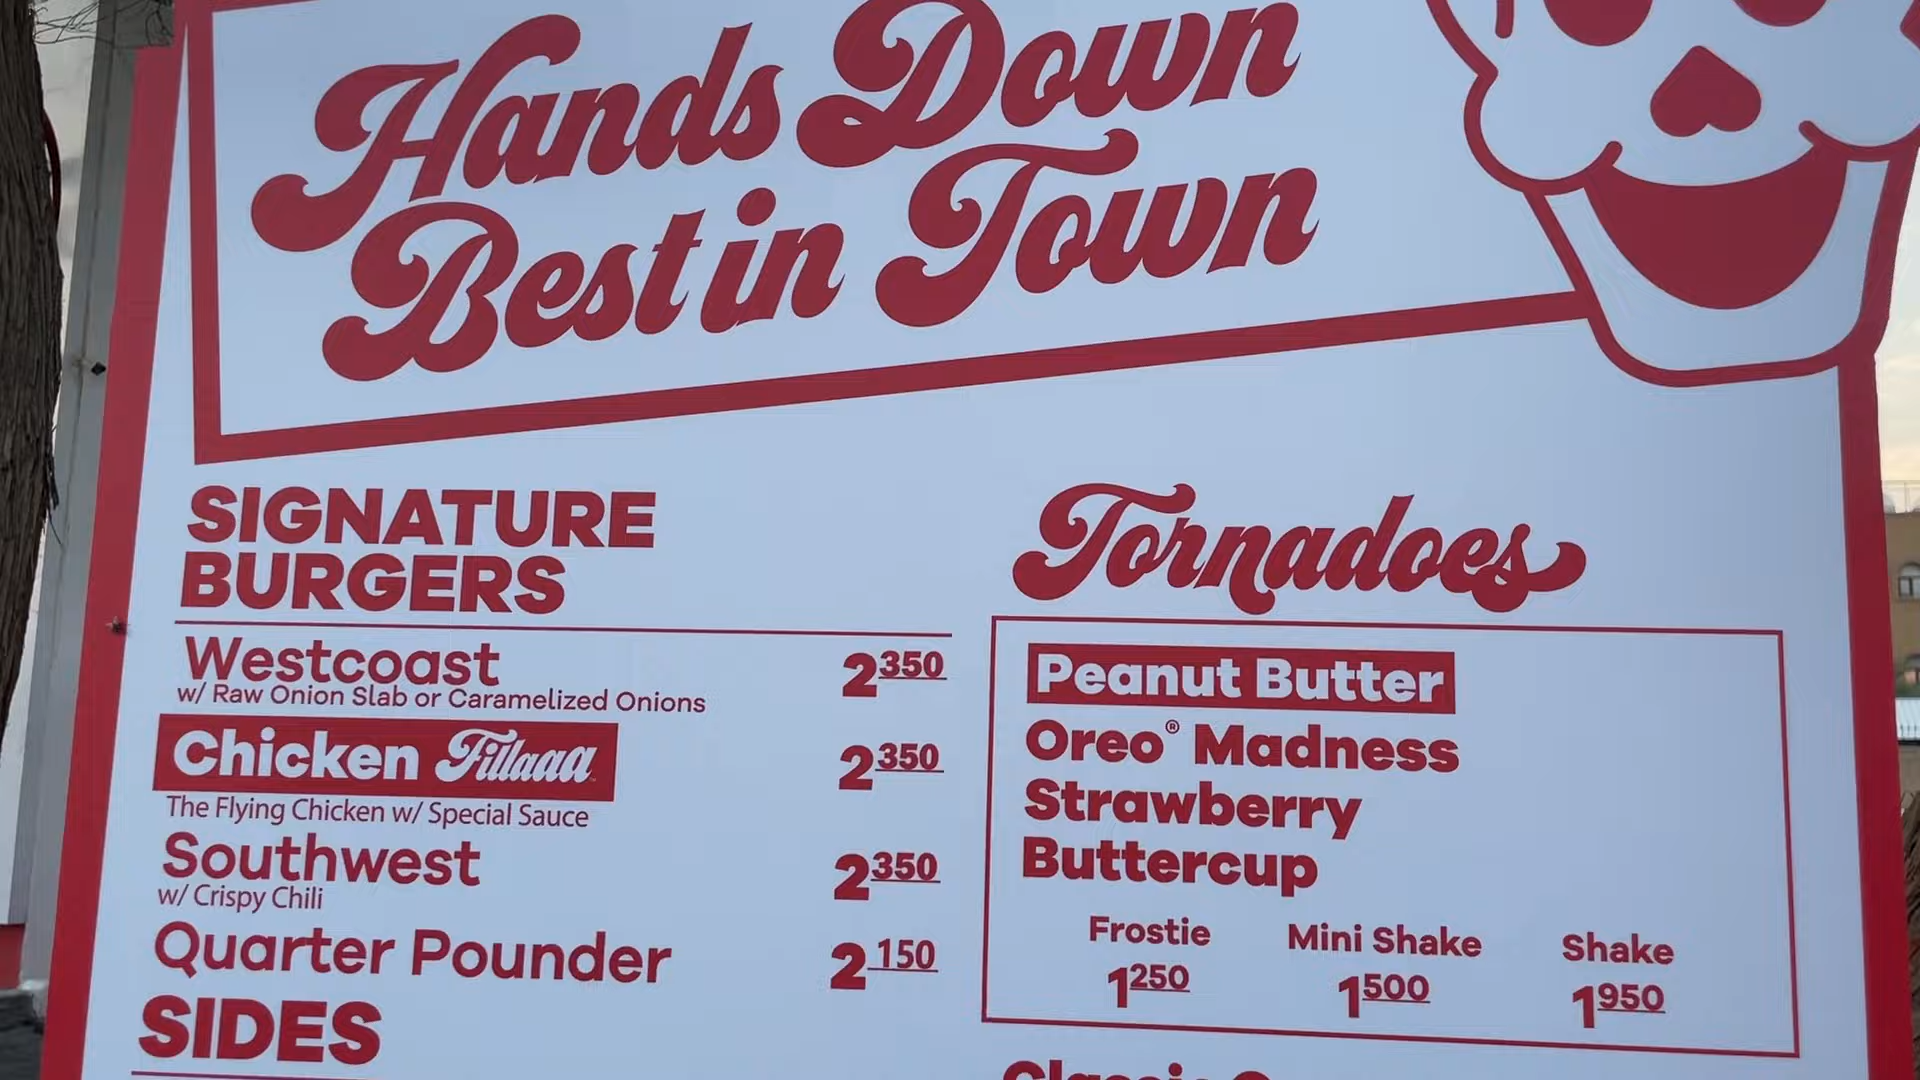 Hands Down
Best in Town
SIGNATURE
BURGERS
Westcoast 2350
w/ Raw Onion Slab or Caramelized Onions
Chicken Fillaaa 2350
The Flying Chicken w/ Special Sauce
Southwest 2350
w/ Crispy Chili
Quarter Pounder 2150
SIDES
Tornadoes
Peanut Butter
Oreo® Madness
Strawberry
Buttercup
Frostie Mini Shake Shake
1250 1500 1950